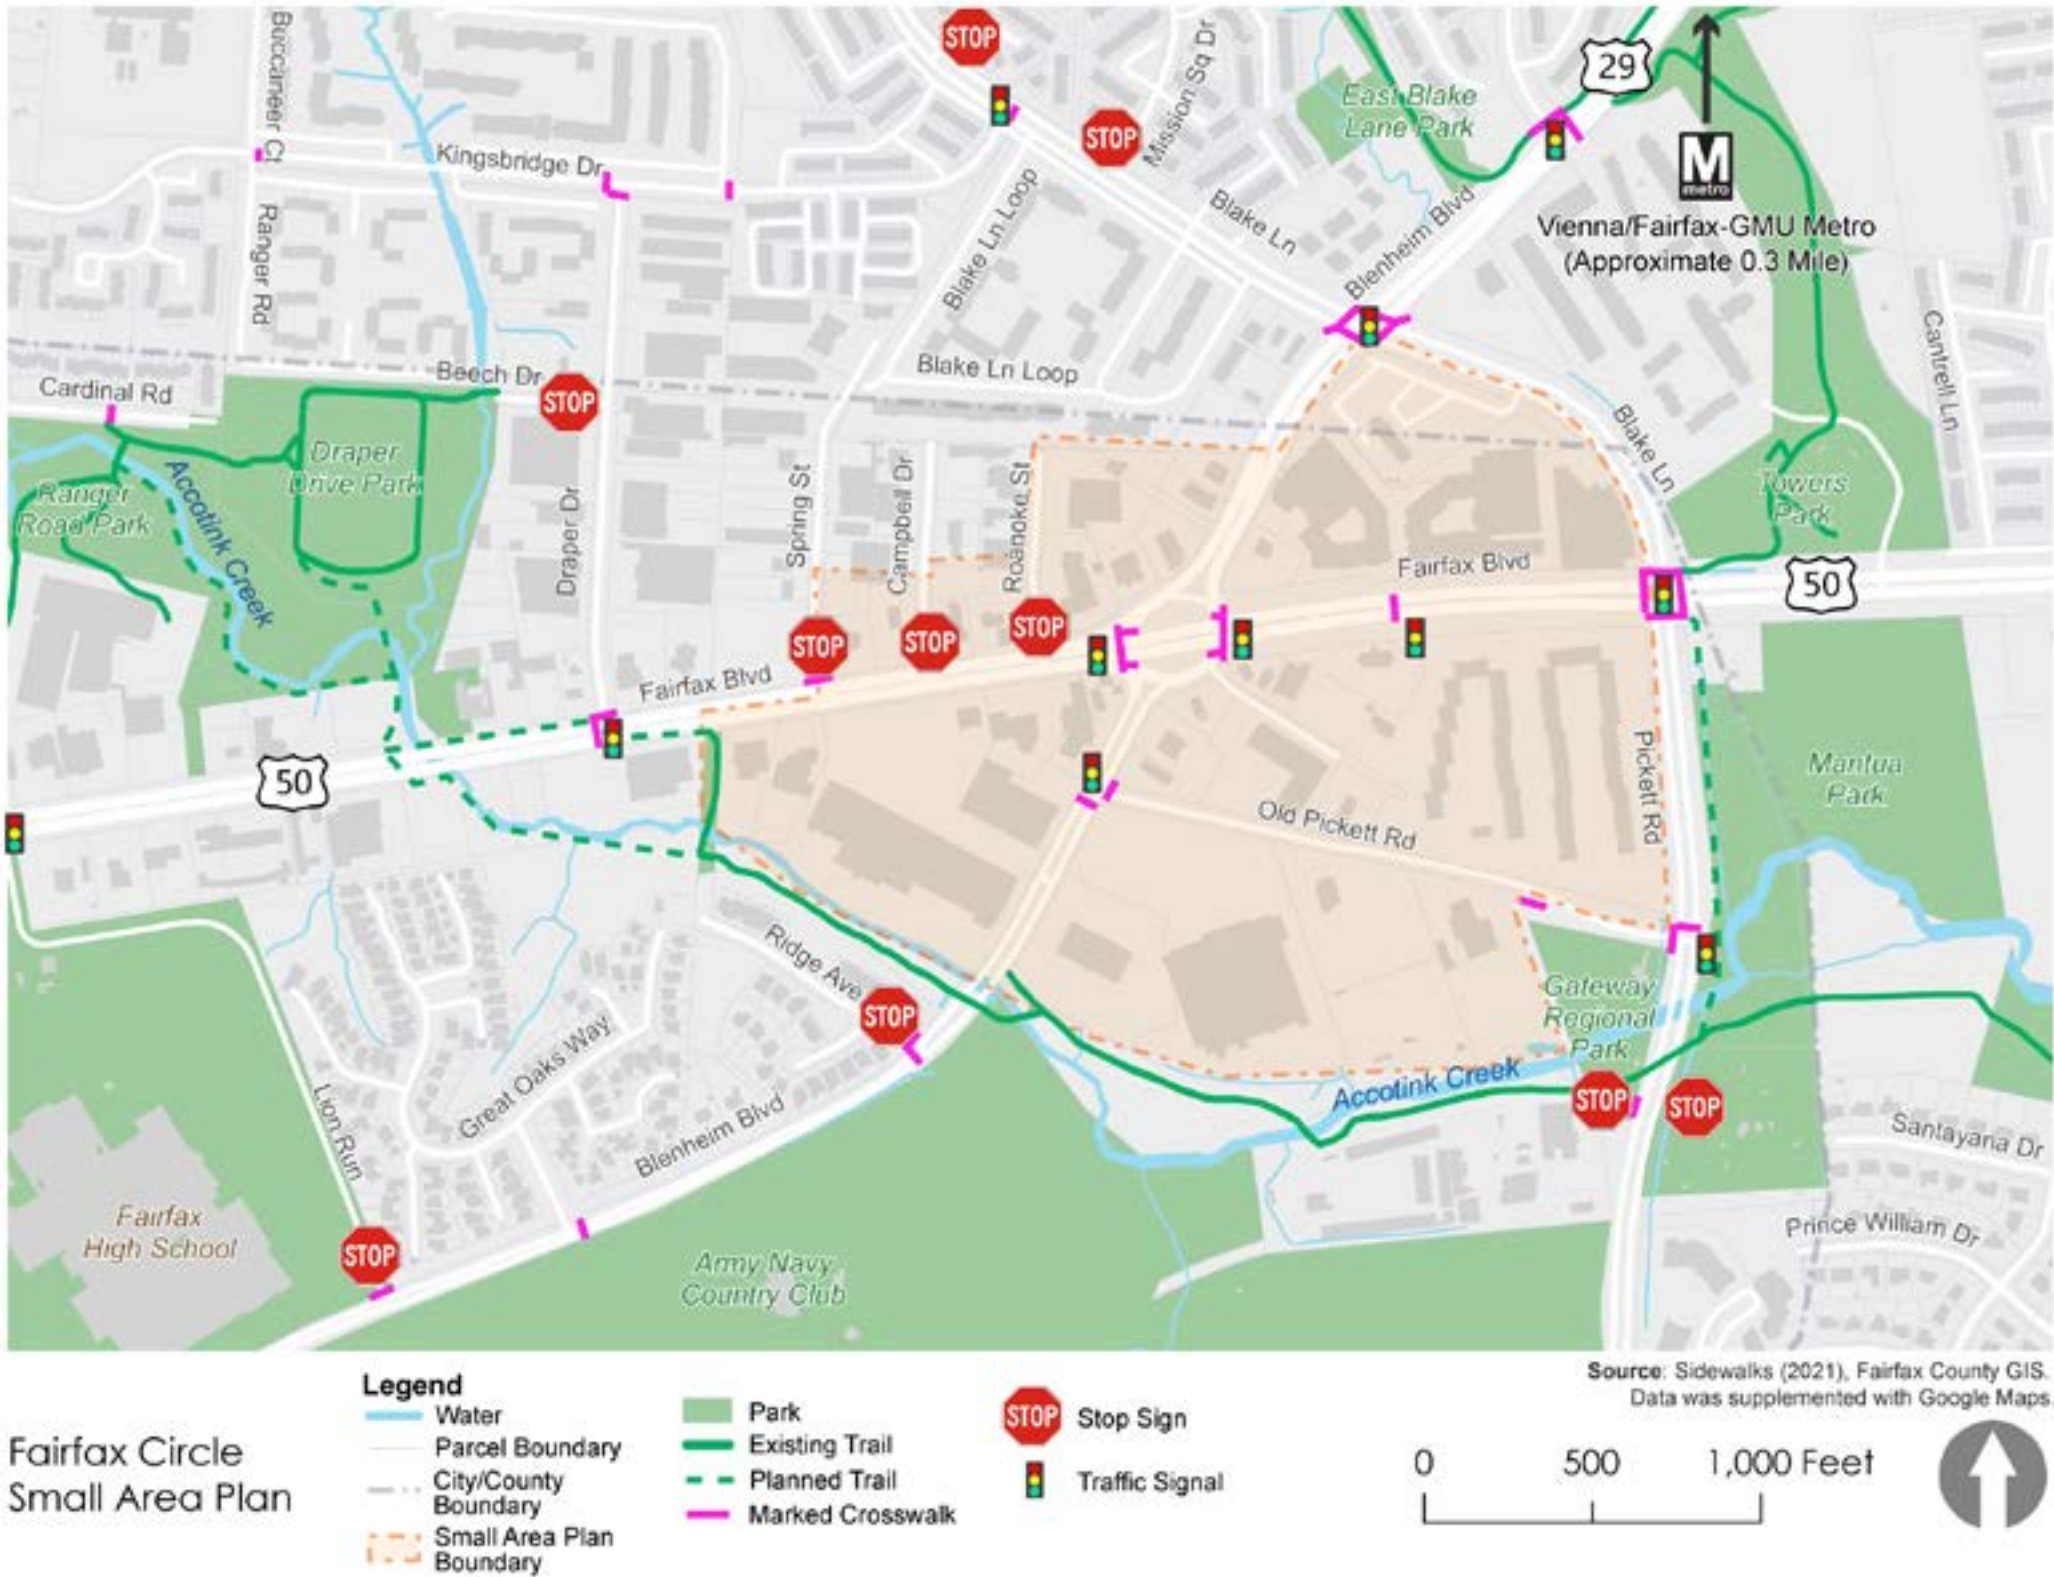 STOP
Buccaneer Ct
Mission Sq Dr
29
East Blake
Lane Park
STOP
M
metro
Kingsbridge Dr
Vienna/Fairfax-GMU Metro
(Approximate 0.3 Mile)
Ranger Rd
Blake Ln Loop
Blake Ln
Blenheim Blvd
Cantrell Ln
Beech Dr
STOP
Blake Ln Loop
Cardinal Rd
Draper
Drive Park
Blake Ln
Ranger
Road Park
Accotink Creek
Towers
Park
Draper Dr
Spring St
Campbell Dr
Roanoke St
Fairfax Blvd
50
STOP
STOP
STOP
Fairfax Blvd
50
Pickett Rd
Mantua
Park
Old Pickett Rd
Ridge Ave
STOP
Gateway
Regional
Park
Great Oaks Way
Accotink Creek
STOP
STOP
Lion Run
Blenheim Blvd
Santayana Dr
Prince William Dr
Fairfax
High School
STOP
Army Navy
Country Club
Fairfax Circle
Small Area Plan
Legend
Water
Parcel Boundary
City/County
Boundary
Small Area Plan
Boundary
Park
Existing Trail
Planned Trail
Marked Crosswalk
STOP
Stop Sign
Traffic Signal
Source: Sidewalks (2021), Fairfax County GIS.
Data was supplemented with Google Maps.
0 500 1,000 Feet